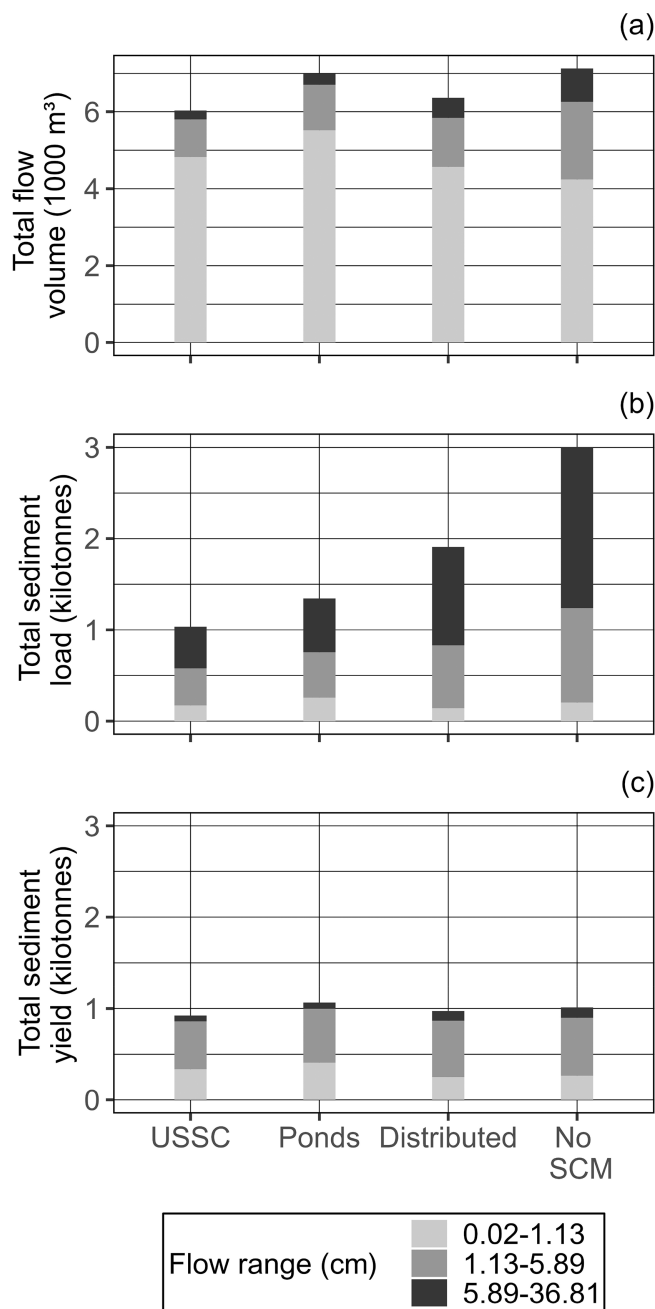 (a)
Total flow
volume (1000 m³)
6
4
2
0
(b)
Total sediment
load (kilotonnes)
3
2
1
0
(c)
Total sediment
yield (kilotonnes)
3
2
1
0
USSC Ponds Distributed No
SCM
Flow range (cm)
0.02-1.13
1.13-5.89
5.89-36.81